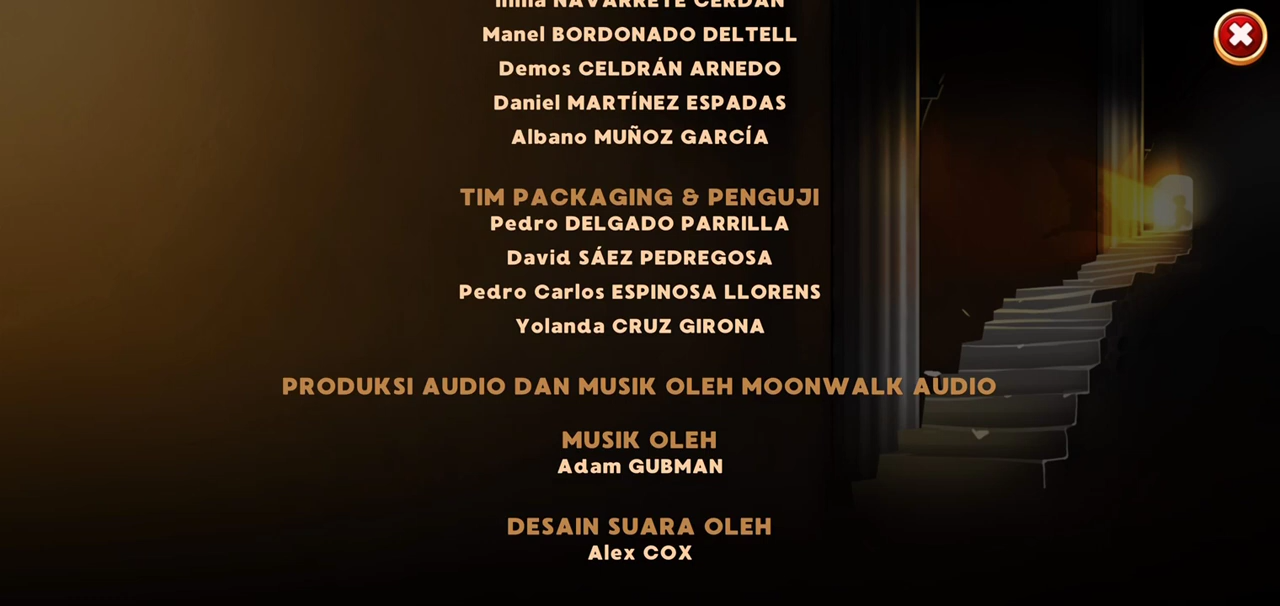 NAVARRETE CERDÁN
Manel BORDONADO DELTELL
Demos CELDRÁN ARNEDO
Daniel MARTÍNEZ ESPADAS
Albano MUÑOZ GARCÍA
TIM PACKAGING & PENGUJI
Pedro DELGADO PARRILLA
David SÁEZ PEDREGOSA
Pedro Carlos ESPINOSA LLORENS
Yolanda CRUZ GIRONA
PRODUKSI AUDIO DAN MUSIK OLEH MOONWALK AUDIO
MUSIK OLEH
Adam GUBMAN
DESAIN SUARA OLEH
Alex COX